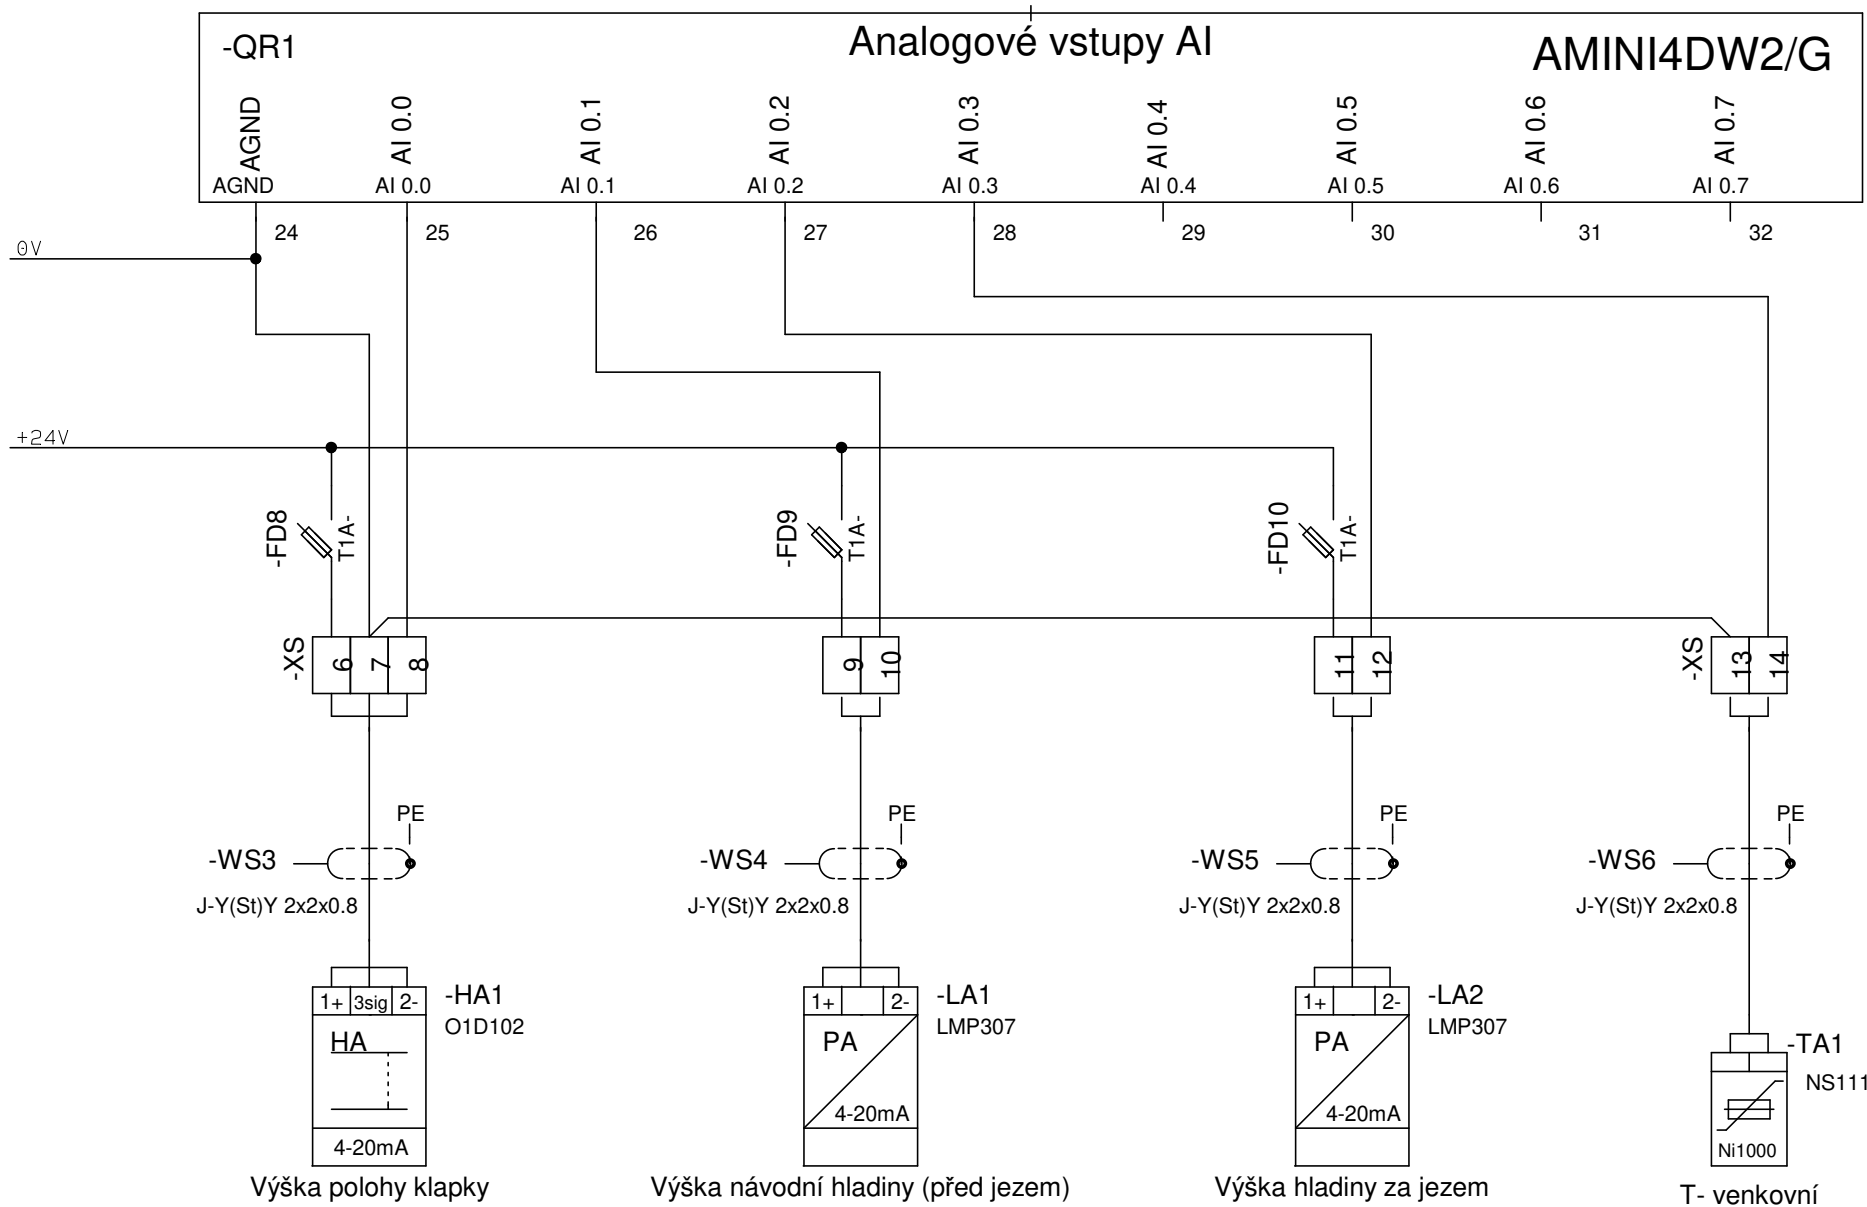 -QR1 Analogové vstupy AI AMINI4DW2/G
AGND AI 0.0 AI 0.1 AI 0.2 AI 0.3 AI 0.4 AI 0.5 AI 0.6 AI 0.7
AGND AI 0.0 AI 0.1 AI 0.2 AI 0.3 AI 0.4 AI 0.5 AI 0.6 AI 0.7
24 25 26 27 28 29 30 31 32
0V
+24V
-FD8 T1A- -FD9 T1A- -FD10 T1A-
-XS 6 7 8 9 10 11 12 -XS 13 14
PE PE PE PE
-WS3 -WS4 -WS5 -WS6
J-Y(St)Y 2x2x0.8 J-Y(St)Y 2x2x0.8 J-Y(St)Y 2x2x0.8 J-Y(St)Y 2x2x0.8
1+ 3sig 2- -HA1 1+ 2- -LA1 1+ 2- -LA2
O1D102 LMP307 LMP307
HA PA PA -TA1
NS111
4-20mA 4-20mA
4-20mA Ni1000
Výška polohy klapky Výška návodní hladiny (před jezem) Výška hladiny za jezem T- venkovní